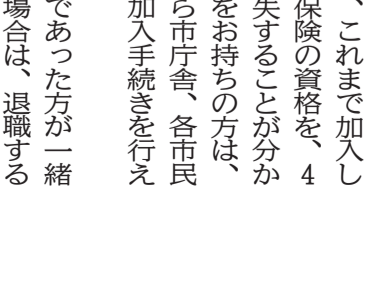 、これまで加入し
保険の資格を、4
失することが分か
をお持ちの方は、
ら市庁舎、各市民
加入手続きを行え
であった方が一緒
場合は、退職する